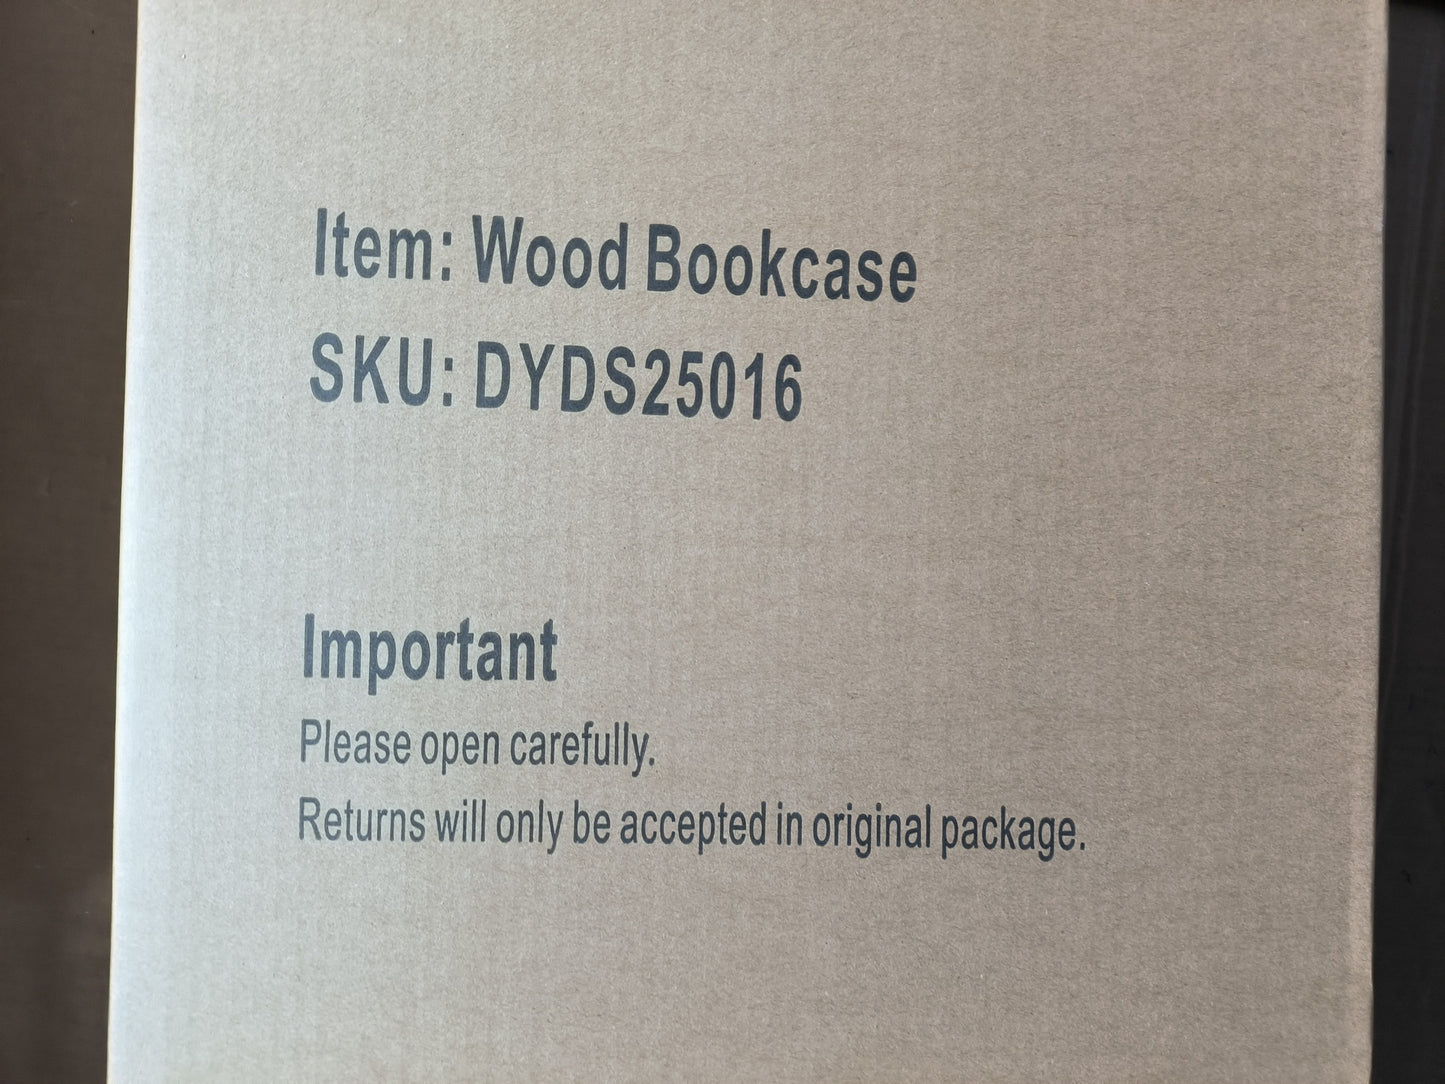 Item: Wood Bookcase
SKU: DYDS25016
Important
Please open carefully.
Returns will only be accepted in original package.